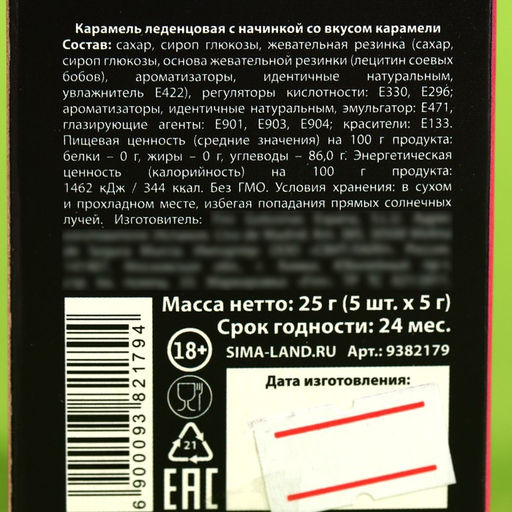 Карамель леденцовая с начинкой со вкусом карамели
Состав: сахар, сироп глюкозы, жевательная резинка (сахар,
сироп глюкозы, основа жевательной резинки (лецитин соевых
бобов), ароматизаторы, идентичные натуральным,
увлажнитель Е422), регуляторы кислотности: Е330, Е296;
ароматизаторы, идентичные натуральным, эмульгатор: Е471,
глазирующие агенты: Е901, Е903, Е904; красители: Е133.
Пищевая ценность (средние значения) на 100 г продукта:
белки – 0 г, жиры – 0 г, углеводы – 86,0 г. Энергетическая
ценность (калорийность) на 100 г продукта:
1462 кДж / 344 ккал. Без ГМО. Условия хранения: в сухом
и прохладном месте, избегая попадания прямых солнечных
лучей. Изготовитель:
Масса нетто: 25 г (5 шт. x 5 г)
Срок годности: 24 мес.
18+
SIMA-LAND.RU Арт.: 9382179
Дата изготовления:
21
EAC
6 900093 821794